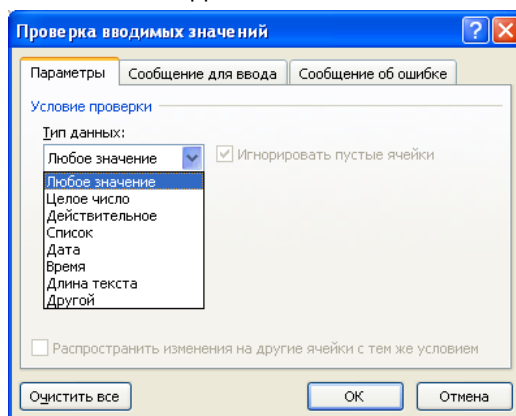 Проверка вводимых значений
Параметры Сообщение для ввода Сообщение об ошибке
Условие проверки
Тип данных:
Любое значение Игнорировать пустые ячейки
Любое значение
Целое число
Действительное
Список
Дата
Время
Длина текста
Другой
Распространить изменения на другие ячейки с тем же условием
Очистить все ОК Отмена